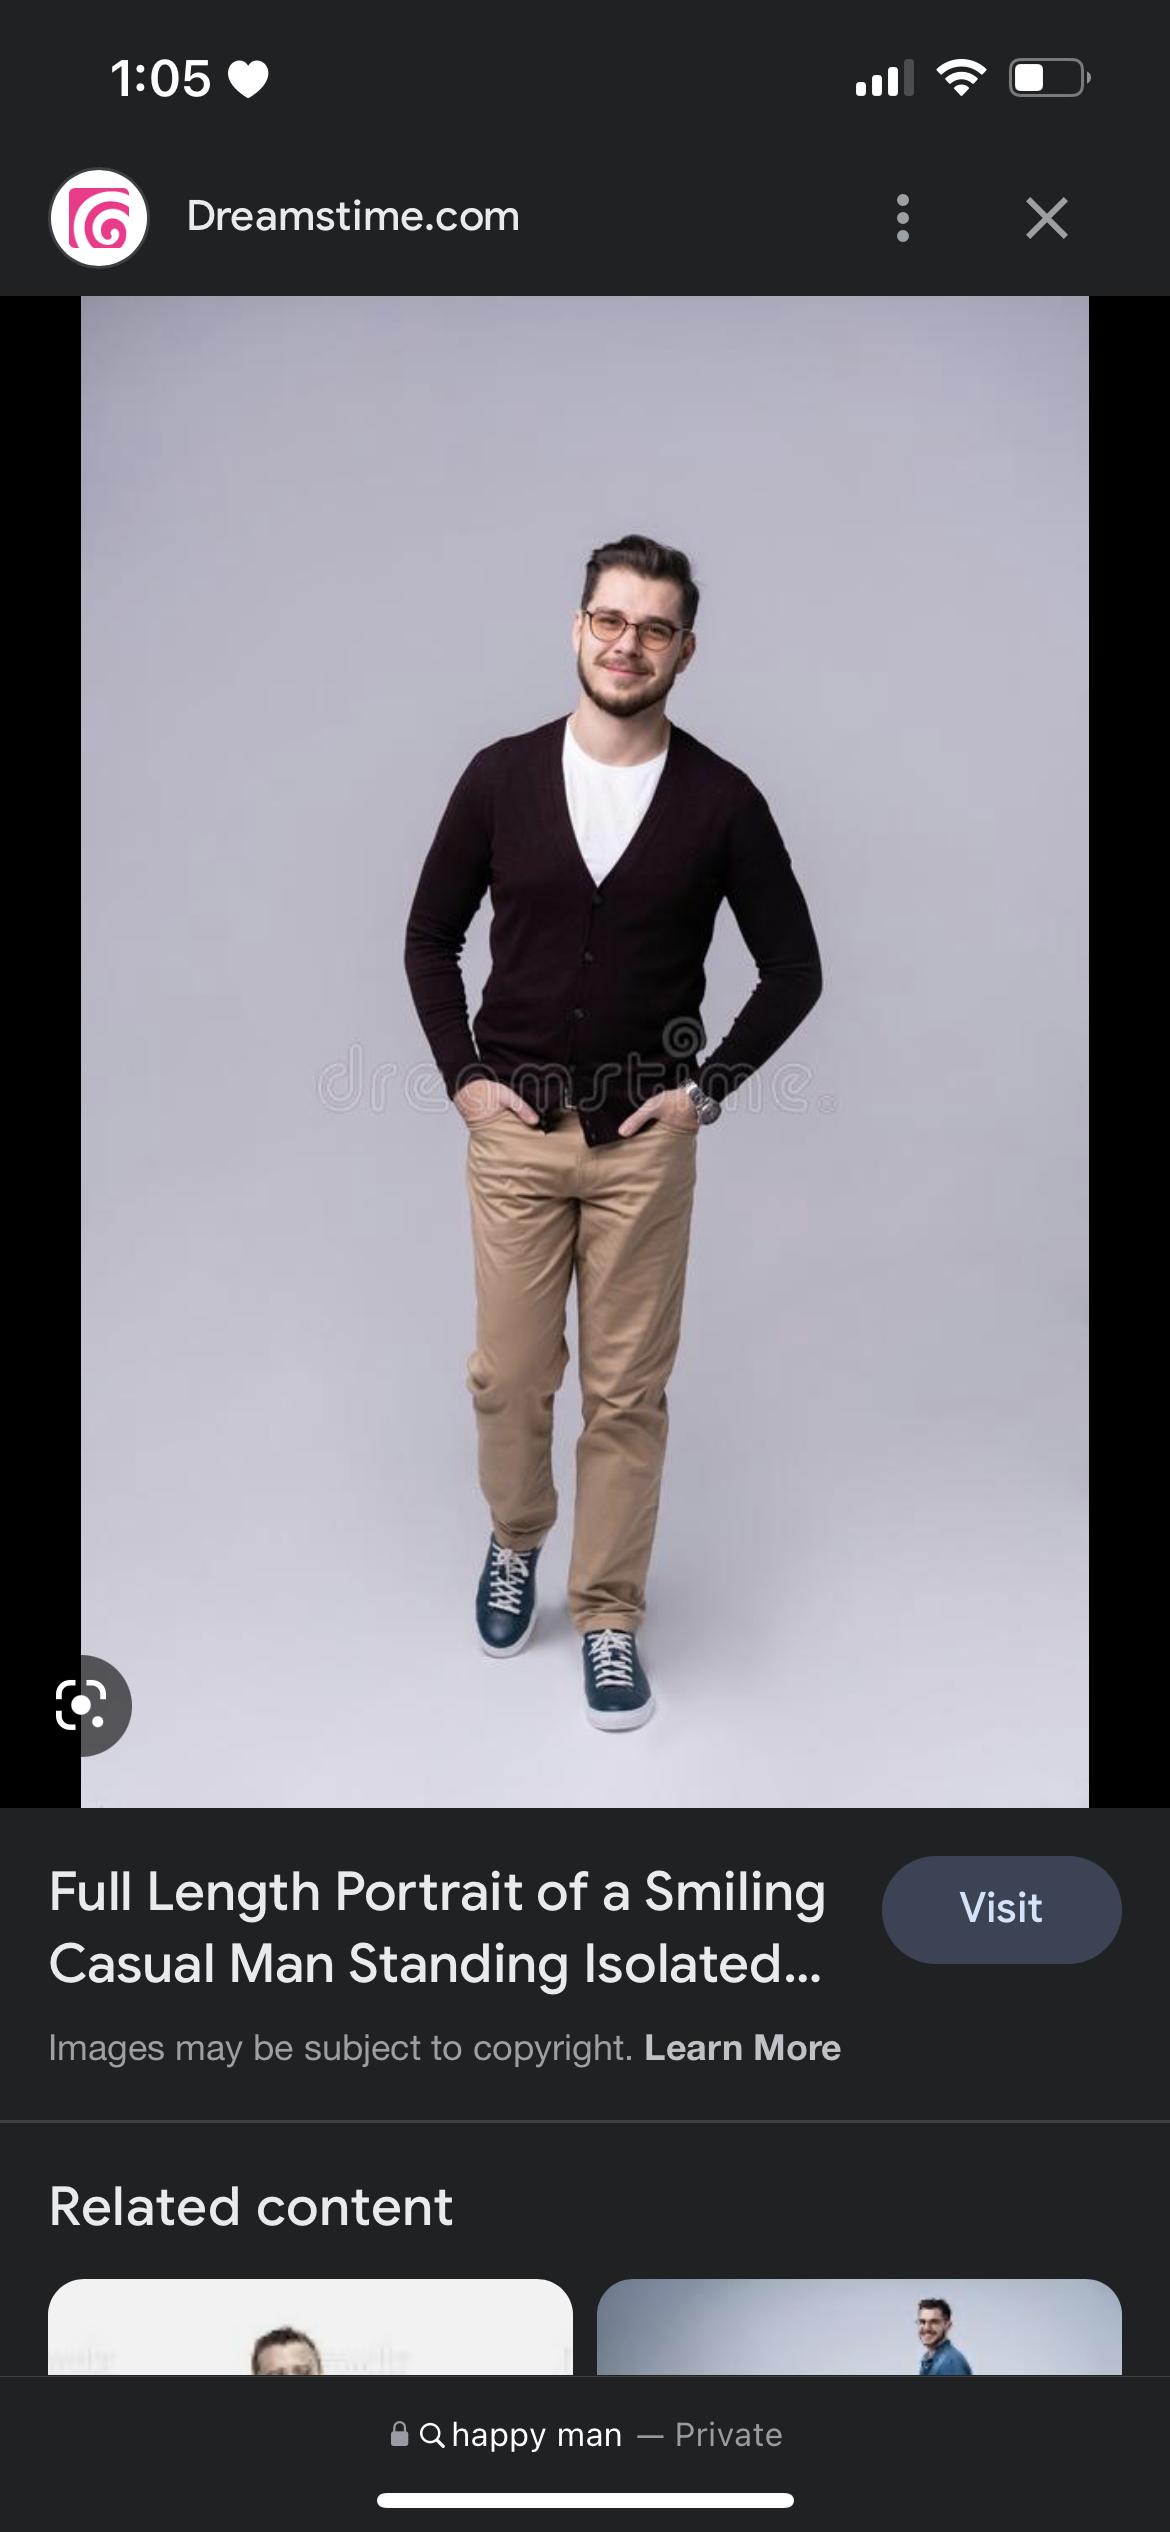 1:05
Dreamstime.com
dreamstime.
Full Length Portrait of a Smiling
Casual Man Standing Isolated...
Visit
Images may be subject to copyright. Learn More
Related content
happy man — Private